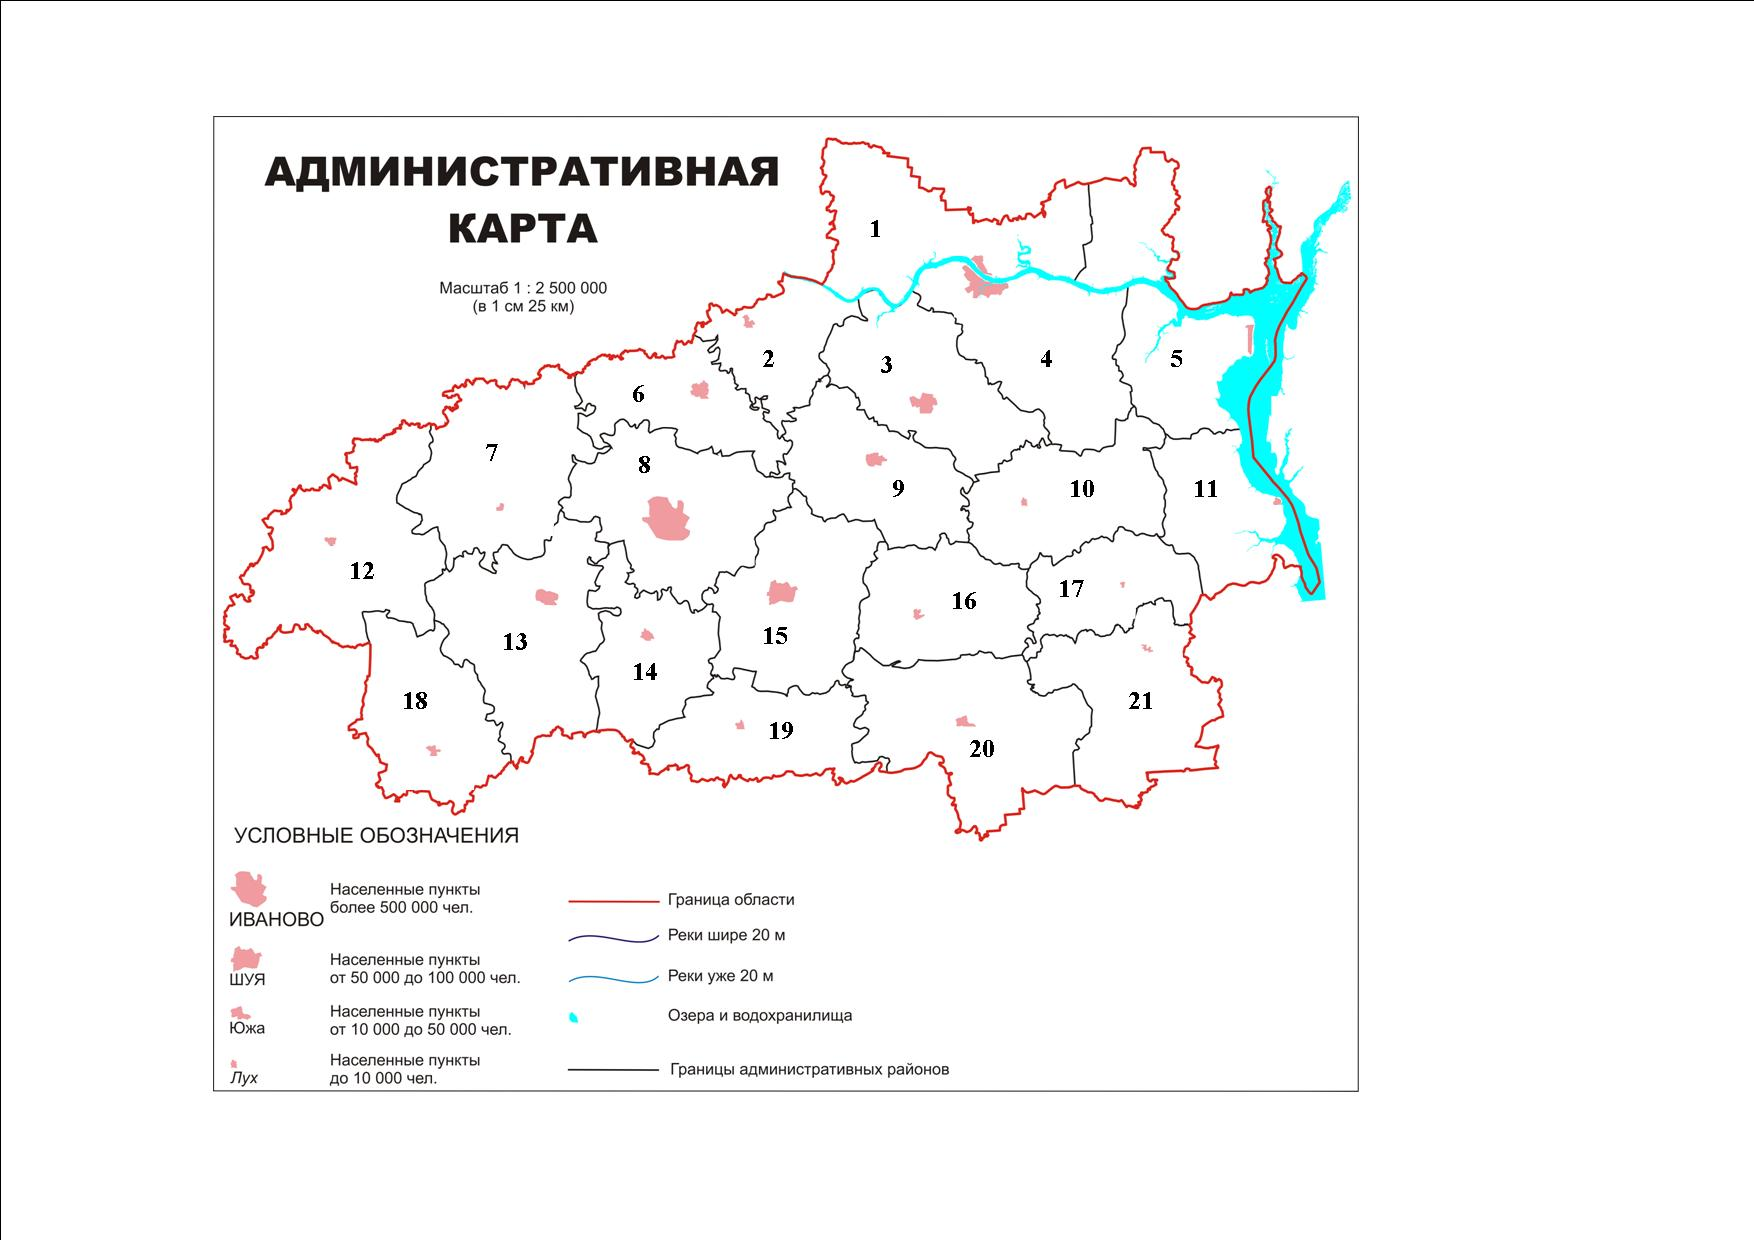 АДМИНИСТРАТИВНАЯ
КАРТА
Масштаб 1 : 2 500 000
(в 1 см 25 км)
1
2
3
4
5
6
7
8
9
10
11
12
13
14
15
16
17
18
19
20
21
УСЛОВНЫЕ ОБОЗНАЧЕНИЯ
ИВАНОВО
Населенные пункты
более 500 000 чел.
ШУЯ
Населенные пункты
от 50 000 до 100 000 чел.
Южа
Населенные пункты
от 10 000 до 50 000 чел.
Лух
Населенные пункты
до 10 000 чел.
Граница области
Реки шире 20 м
Реки уже 20 м
Озера и водохранилища
Границы административных районов